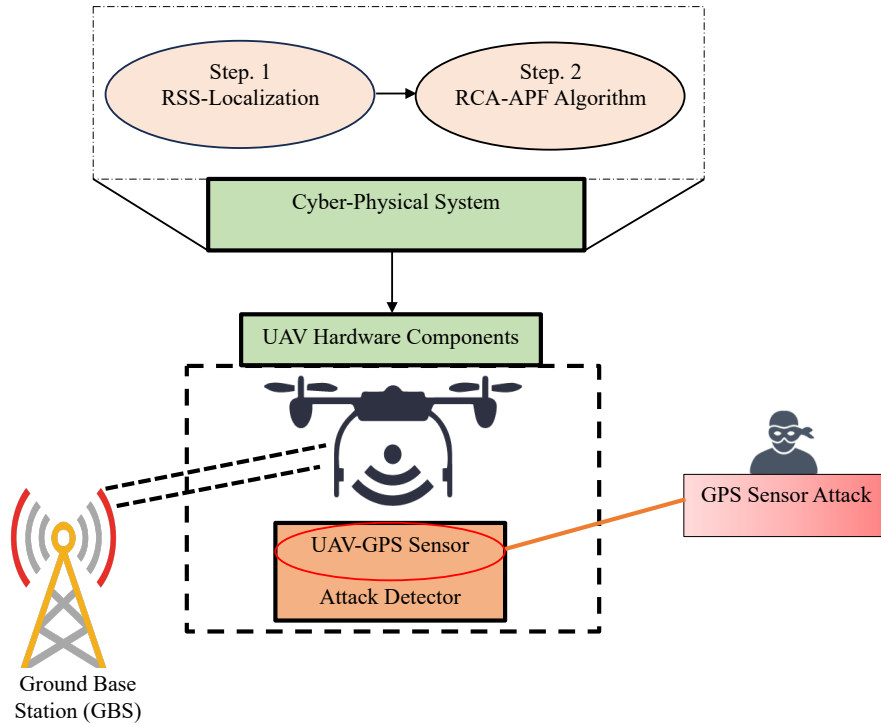 Step. 1
RSS-Localization
Step. 2
RCA-APF Algorithm
Cyber-Physical System
UAV Hardware Components
GPS Sensor Attack
UAV-GPS Sensor
Attack Detector
Ground Base
Station (GBS)